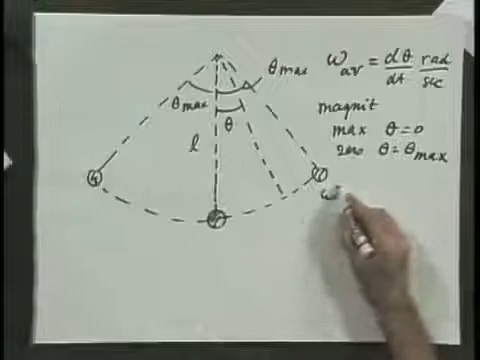 θmax
θmax
θ
l
ωav = dθ/dt rad/sec
magnit
max θ=0
zero θ=θmax
ω